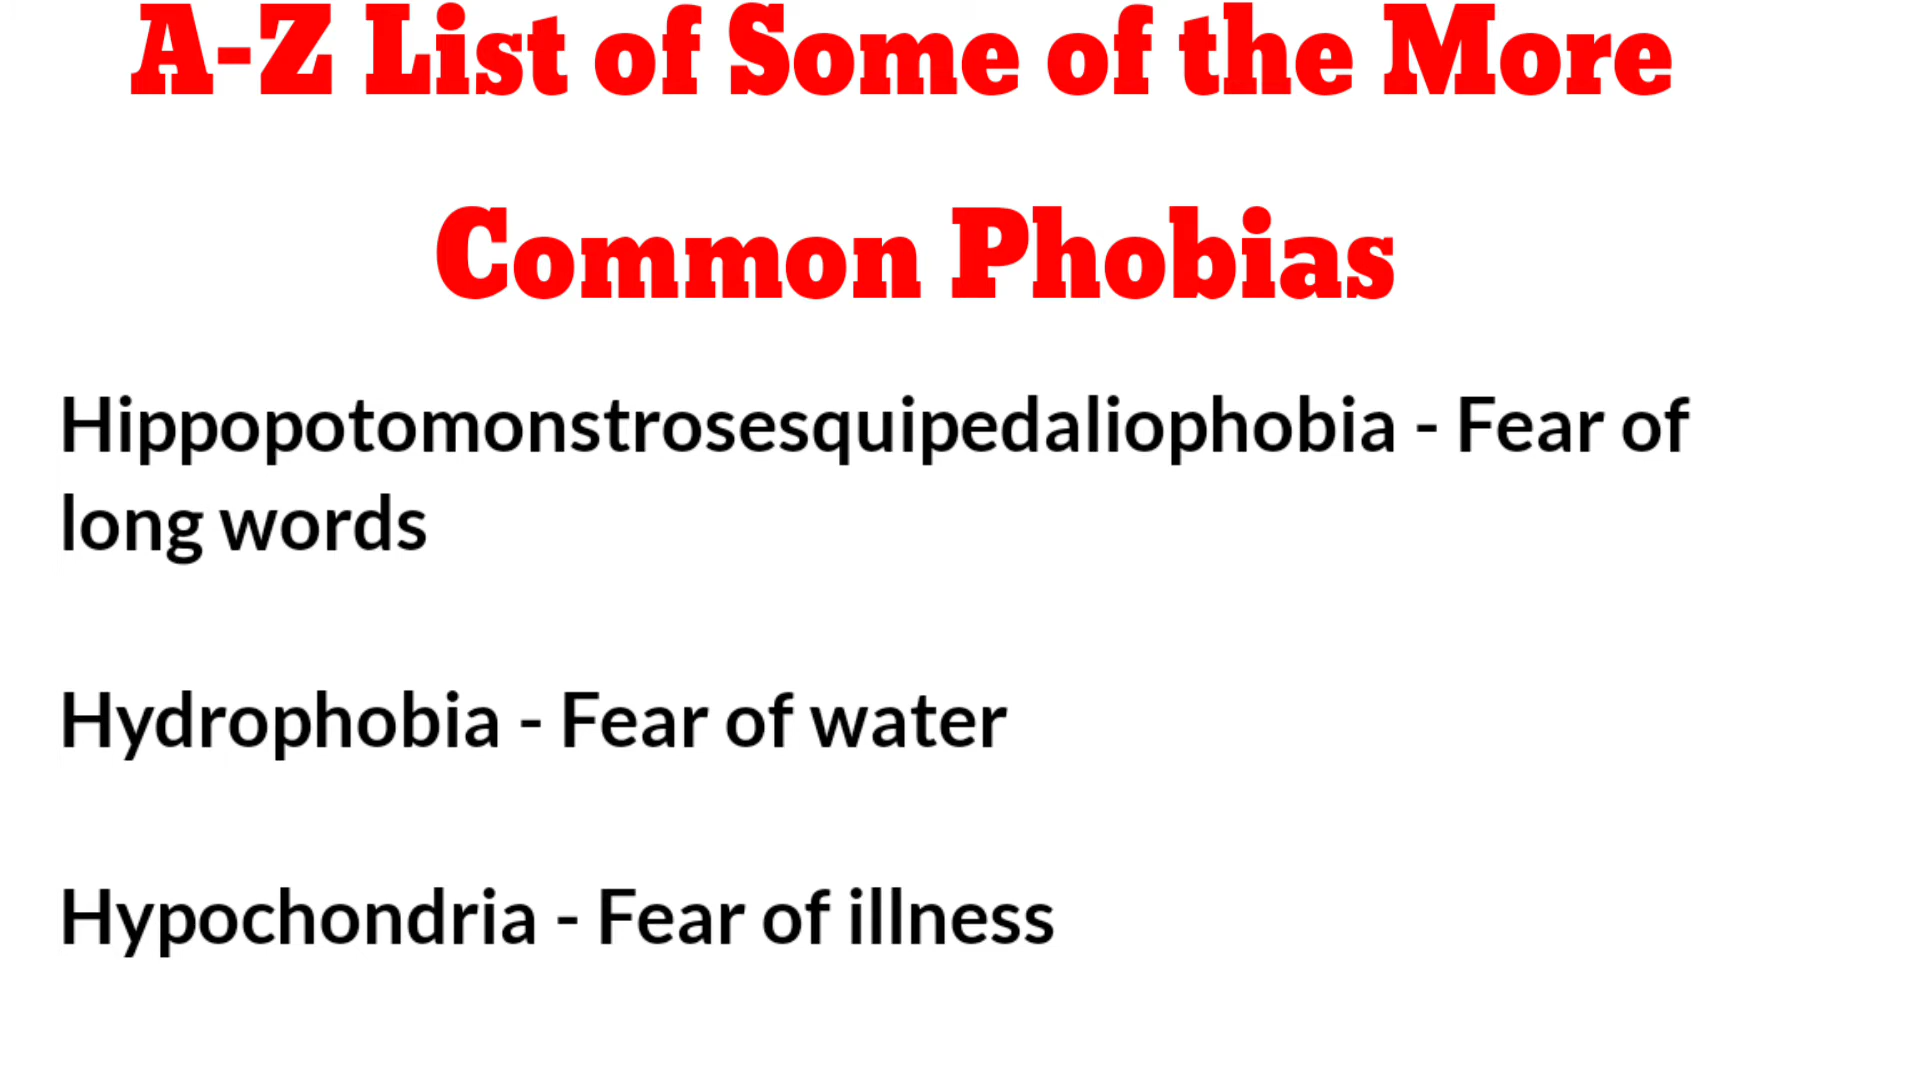 A-Z List of Some of the More
Common Phobias
Hippopotomonstrosesquipedaliophobia - Fear of
long words
Hydrophobia - Fear of water
Hypochondria - Fear of illness